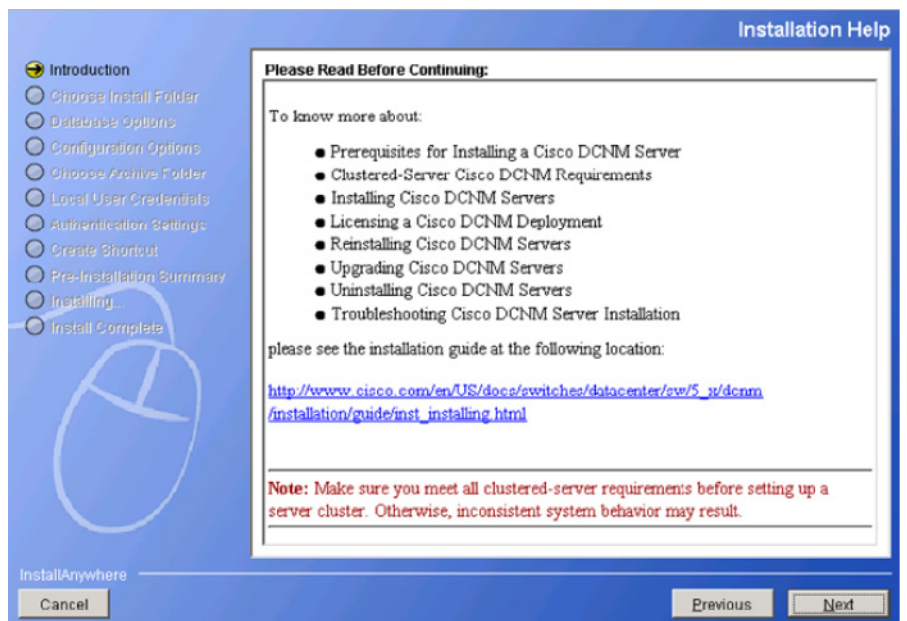 Installation Help
Introduction
Choose Install Folder
Database Options
Configuration Options
Choose Archive Folder
Local User Credentials
Authentication Settings
Create Shortcut
Pre-Installation Summary
Installing...
Install Complete
Please Read Before Continuing:
To know more about:
● Prerequisites for Installing a Cisco DCNM Server
● Clustered-Server Cisco DCNM Requirements
● Installing Cisco DCNM Servers
● Licensing a Cisco DCNM Deployment
● Reinstalling Cisco DCNM Servers
● Upgrading Cisco DCNM Servers
● Uninstalling Cisco DCNM Servers
● Troubleshooting Cisco DCNM Server Installation
please see the installation guide at the following location:
http://www.cisco.com/en/US/docs/switches/datacenter/sw/5_x/dcnm
/installation/guide/inst_installing.html
Note: Make sure you meet all clustered-server requirements before setting up a
server cluster. Otherwise, inconsistent system behavior may result.
InstallAnywhere
Cancel
Previous
Next